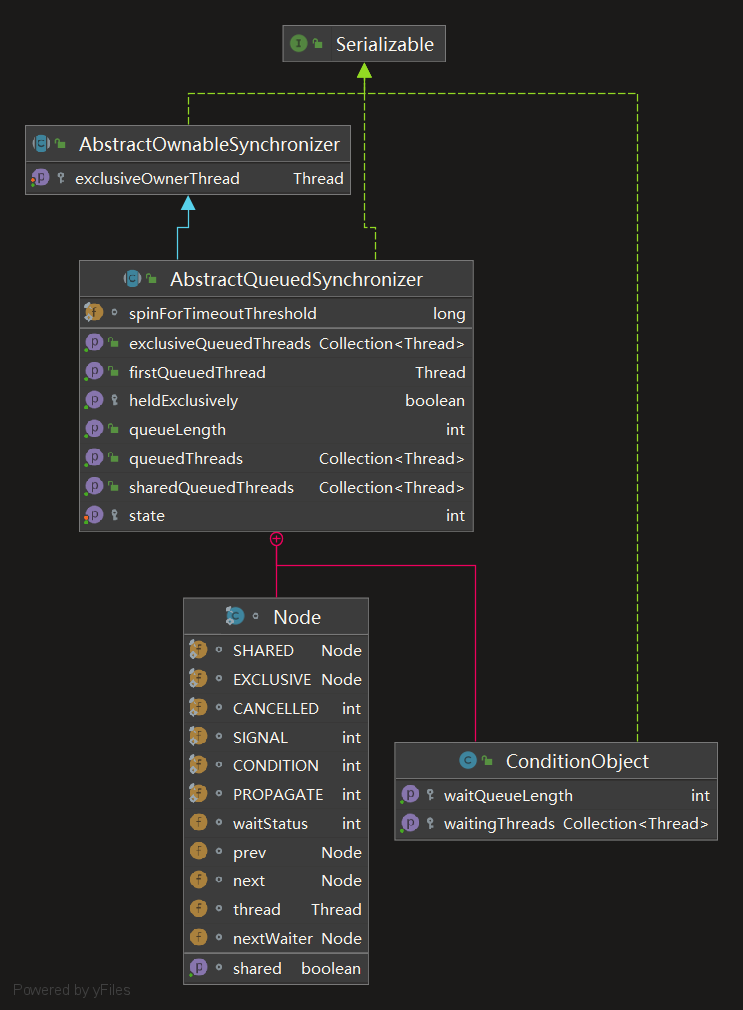 Serializable
AbstractOwnableSynchronizer
exclusiveOwnerThread Thread
AbstractQueuedSynchronizer
spinForTimeoutThreshold long
exclusiveQueuedThreads Collection<Thread>
firstQueuedThread Thread
heldExclusively boolean
queueLength int
queuedThreads Collection<Thread>
sharedQueuedThreads Collection<Thread>
state int
Node
SHARED Node
EXCLUSIVE Node
CANCELLED int
SIGNAL int
CONDITION int
PROPAGATE int
waitStatus int
prev Node
next Node
thread Thread
nextWaiter Node
shared boolean
ConditionObject
waitQueueLength int
waitingThreads Collection<Thread>
Powered by yFiles